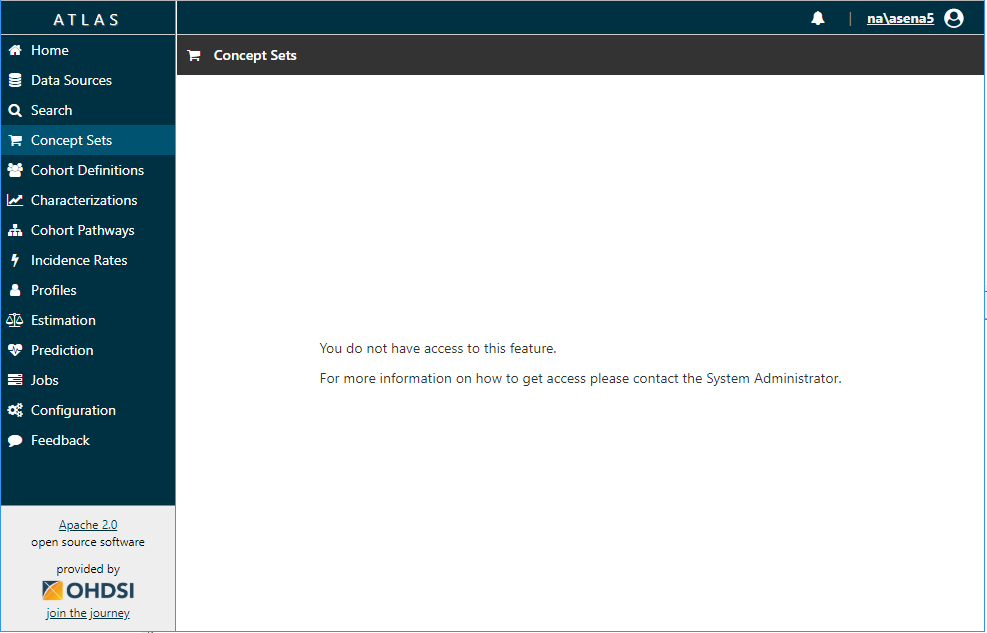 ATLAS
na\asena5
Home
Data Sources
Search
Concept Sets
Cohort Definitions
Characterizations
Cohort Pathways
Incidence Rates
Profiles
Estimation
Prediction
Jobs
Configuration
Feedback
Apache 2.0
open source software
provided by
OHDSI
join the journey
Concept Sets
You do not have access to this feature.
For more information on how to get access please contact the System Administrator.